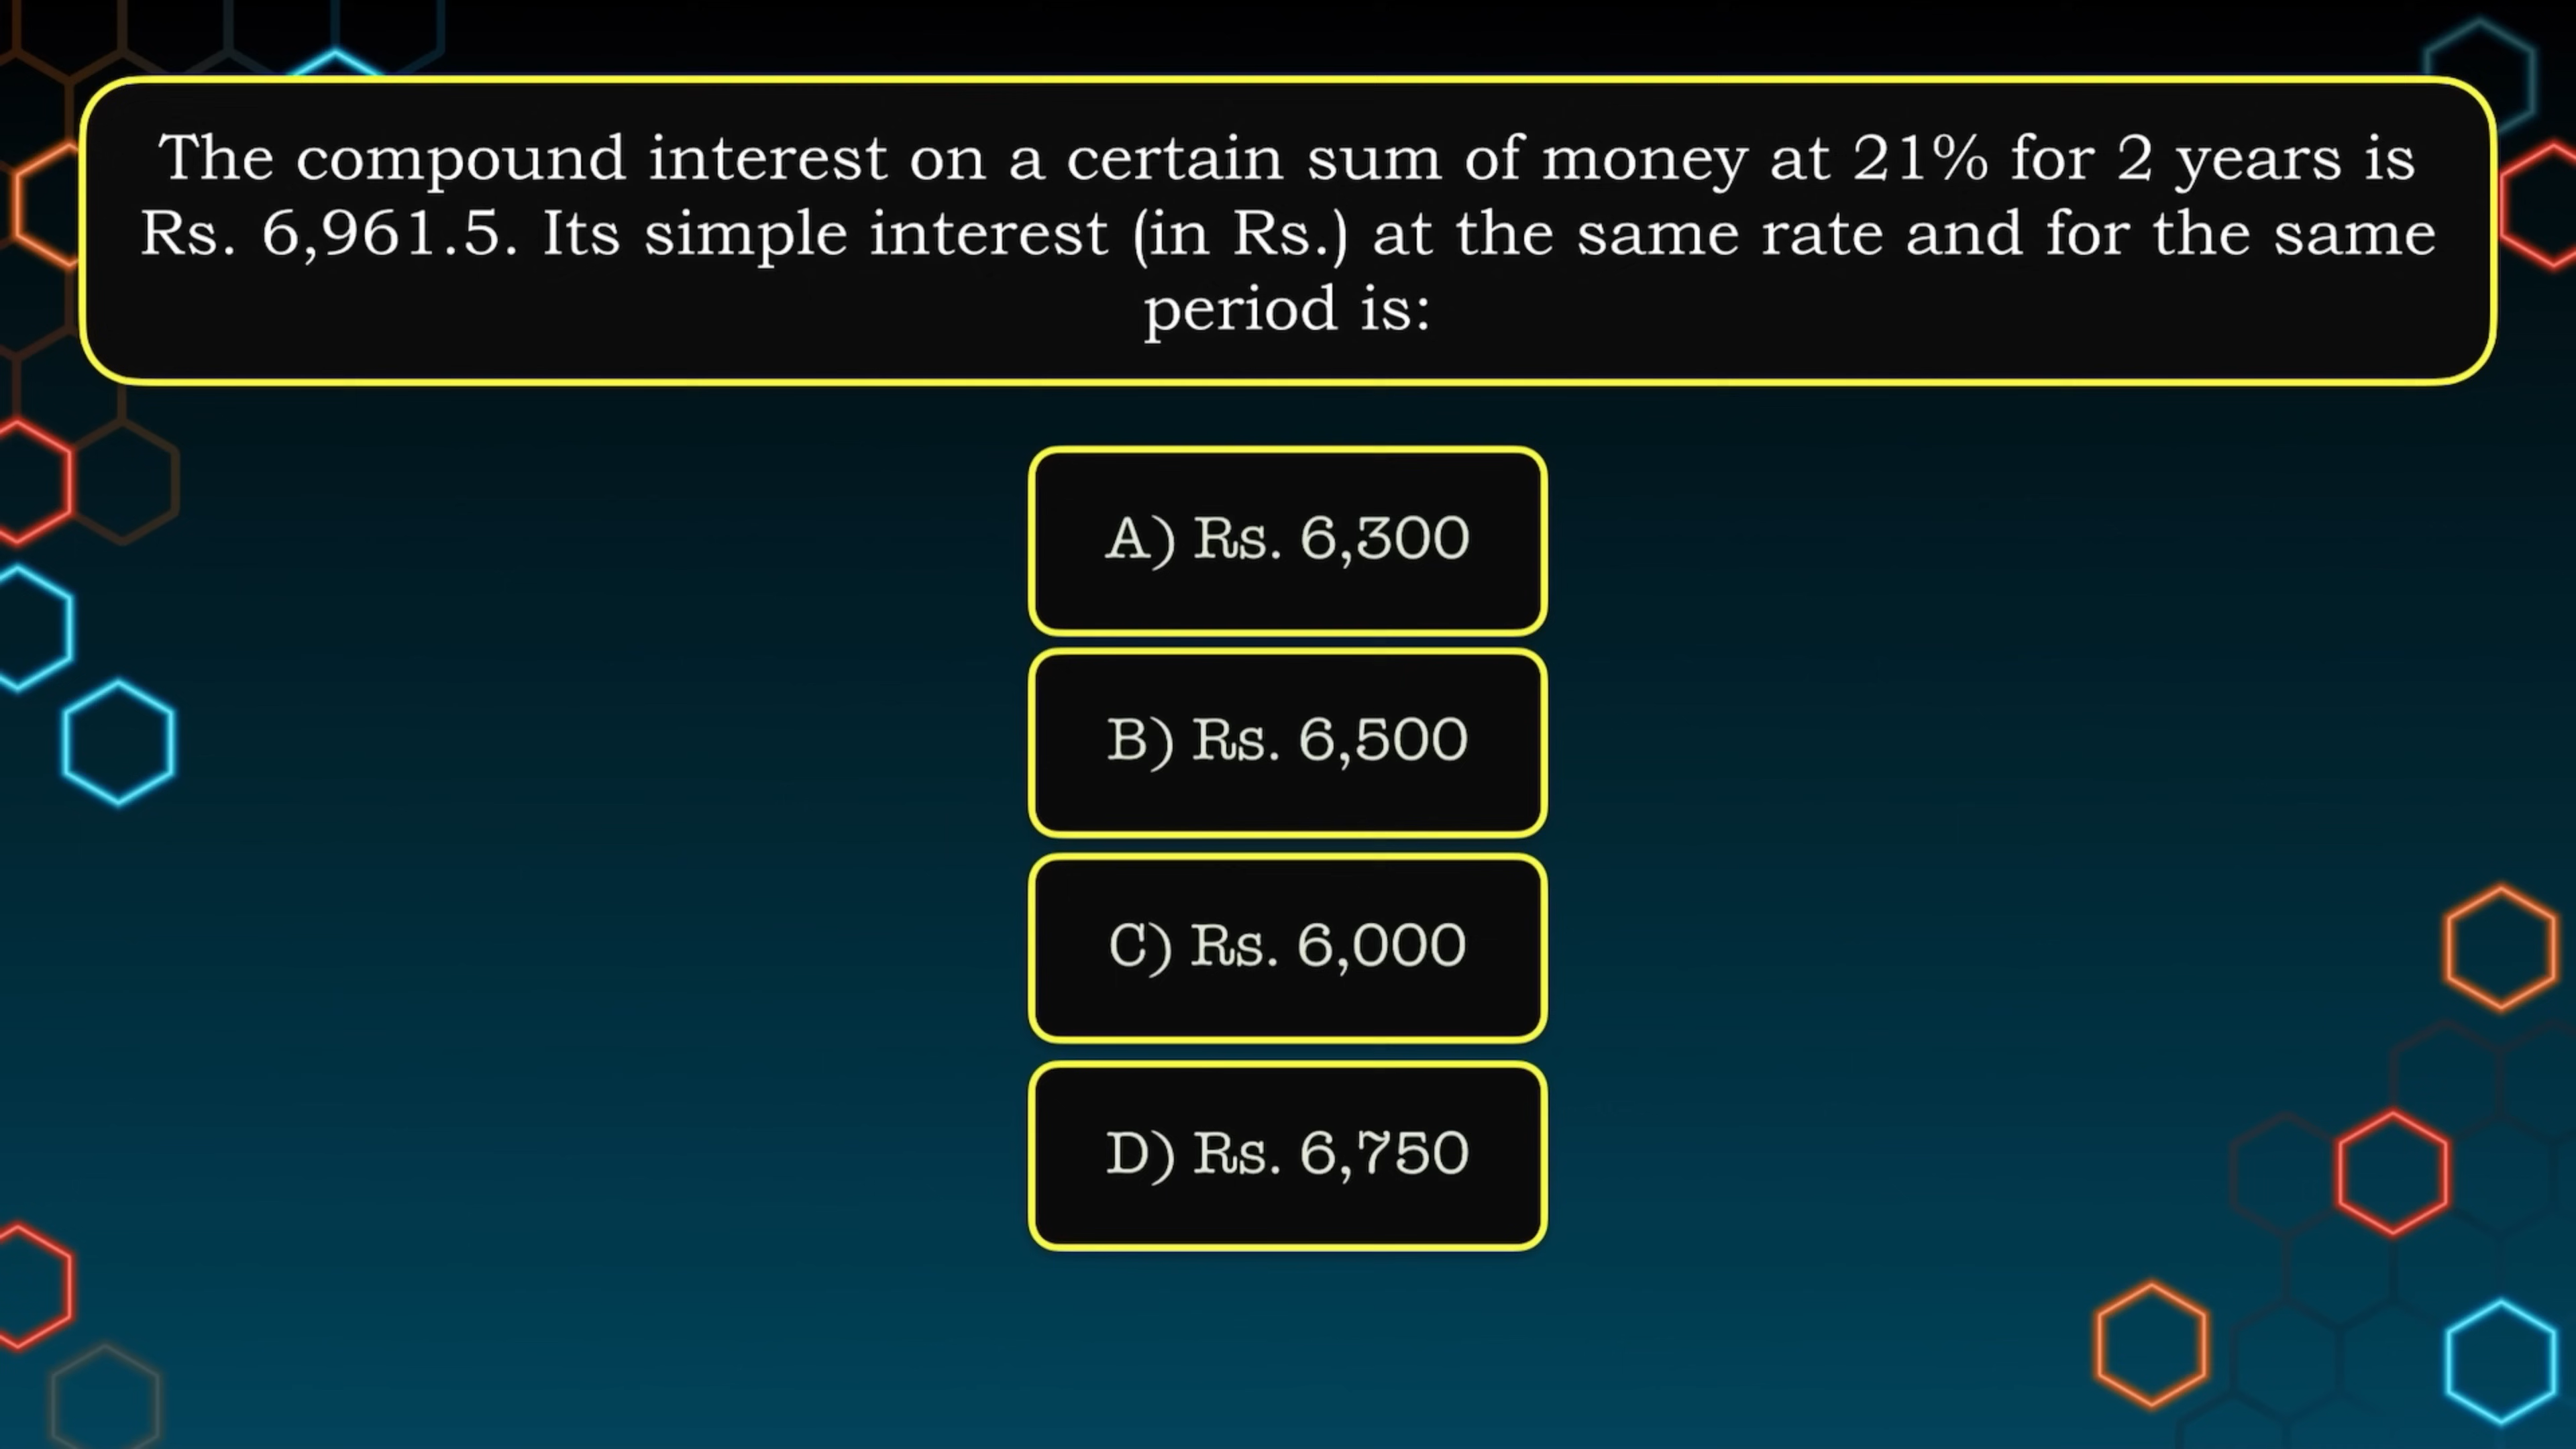 The compound interest on a certain sum of money at 21% for 2 years is
Rs. 6,961.5. Its simple interest (in Rs.) at the same rate and for the same
period is:
A) Rs. 6,300
B) Rs. 6,500
C) Rs. 6,000
D) Rs. 6,750